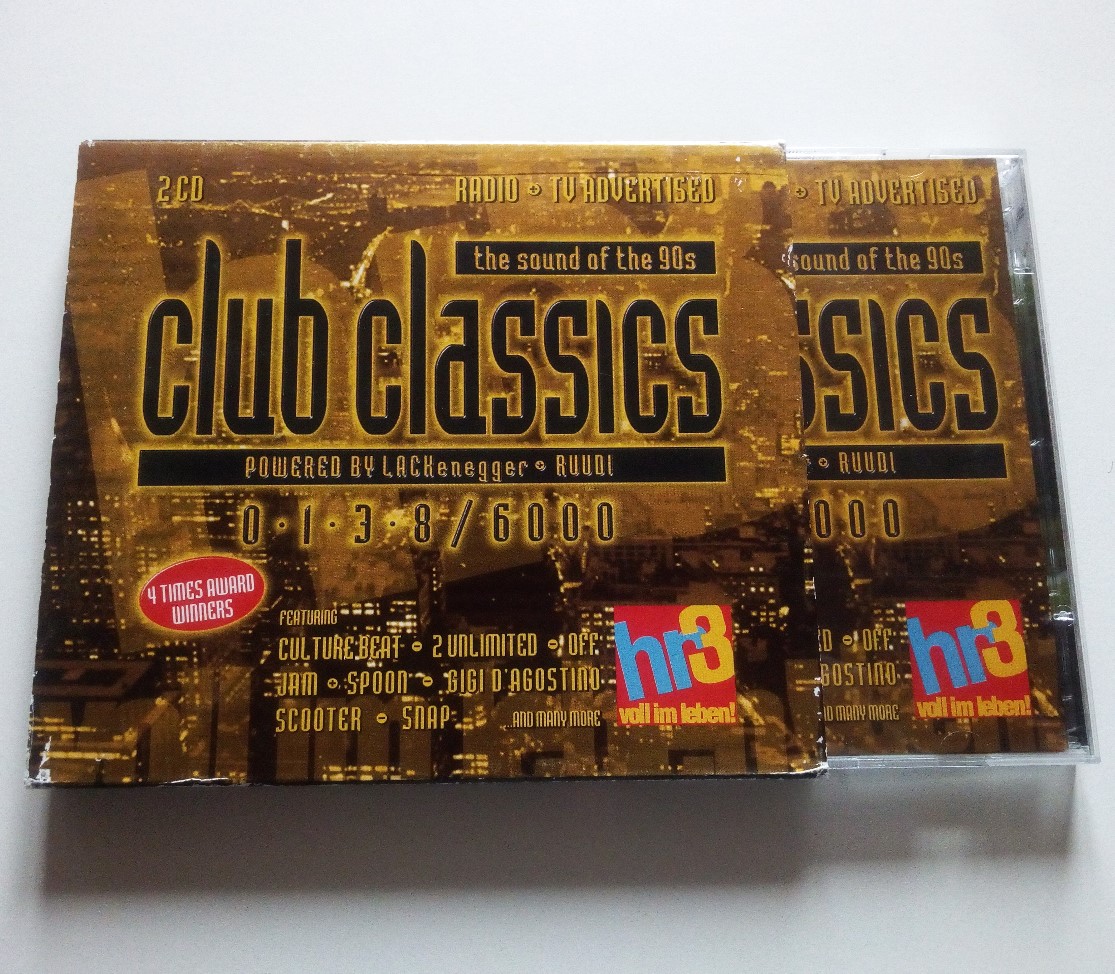 2 CD
RADIO + TV ADVERTISED
the sound of the 90s
club classics
POWERED BY LACKenegger + RUUDI
0·1·3·8/6000
4 TIMES AWARD
WINNERS
FEATURING
CULTURE BEAT - 2 UNLIMITED - OFF
JAM + SPOON - GIGI D'AGOSTINO
SCOOTER - SNAP
...AND MANY MORE
hr3
voll im leben!
+ TV ADVERTISED
sound of the 90s
ssics
+ RUUDI
000
ED - OFF
GOSTINO
ND MANY MORE
hr3
voll im leben!